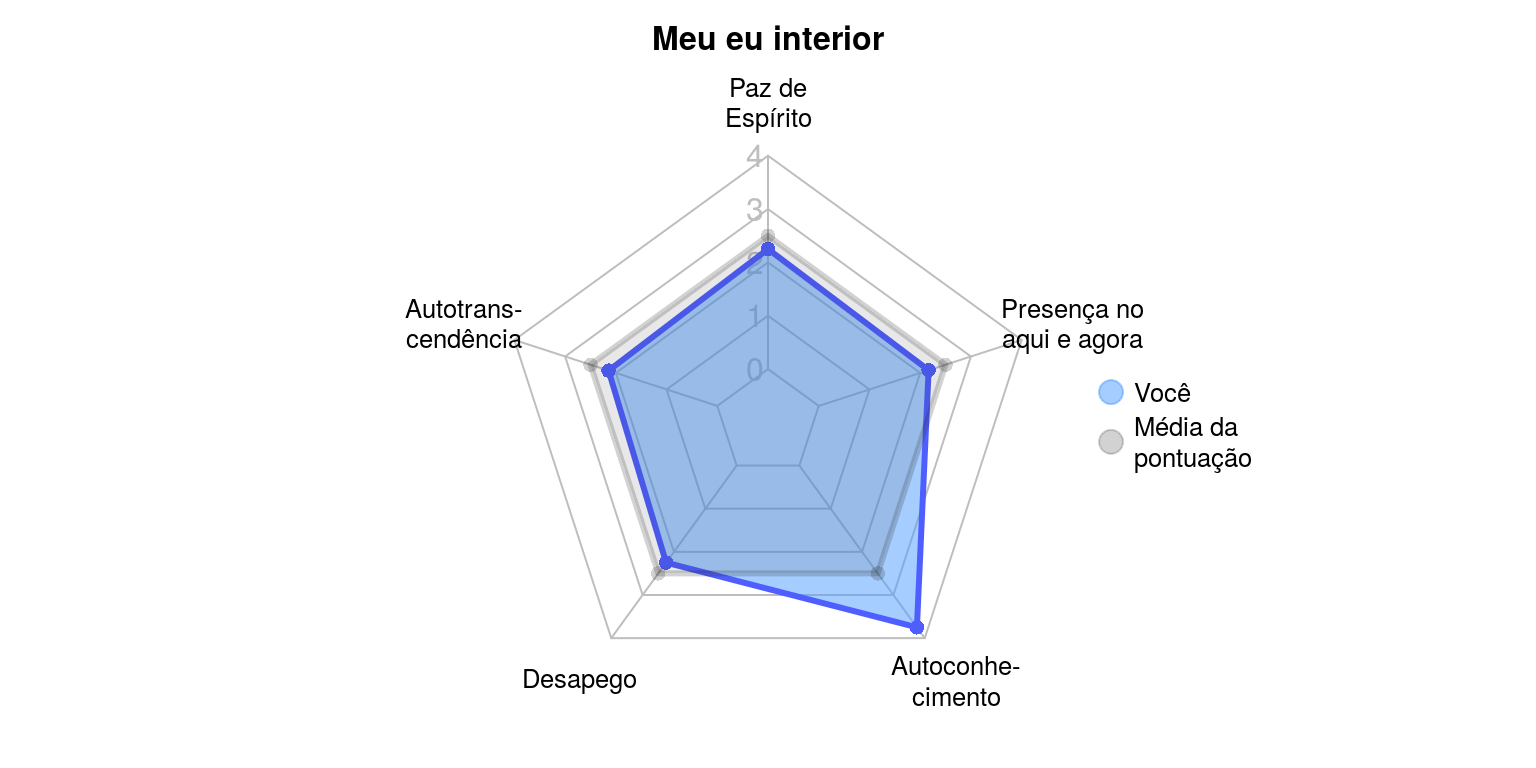 Meu eu interior
Paz de
Espírito
4
3
2
1
0
Autotrans-
cendência
Presença no
aqui e agora
Você
Média da
pontuação
Desapego
Autoconhe-
cimento